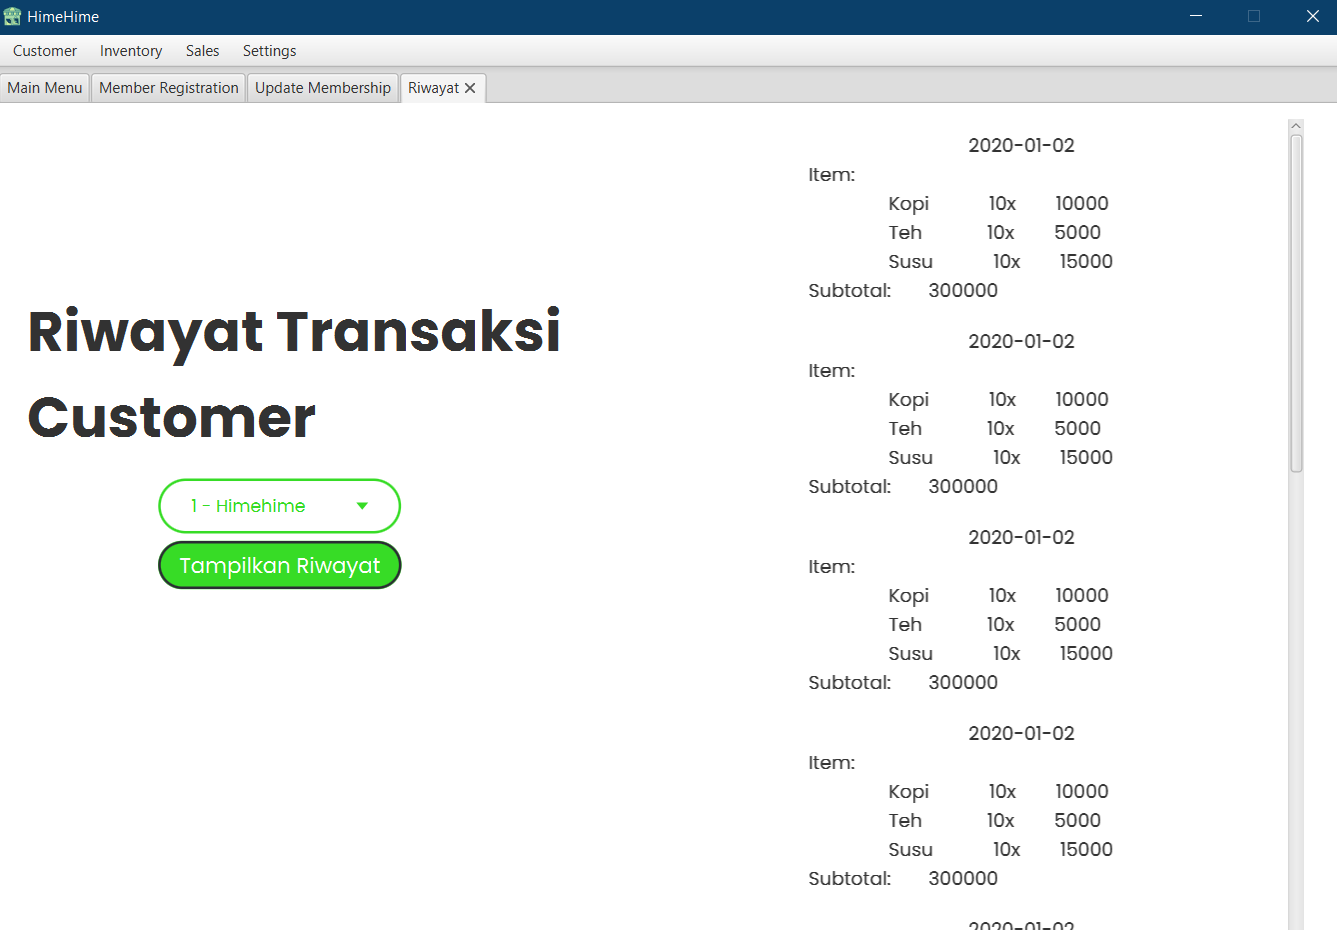 HimeHime
Customer Inventory Sales Settings
Main Menu Member Registration Update Membership Riwayat
Riwayat Transaksi
Customer
1 - Himehime
Tampilkan Riwayat
2020-01-02
Item:
Kopi 10x 10000
Teh 10x 5000
Susu 10x 15000
Subtotal: 300000
2020-01-02
Item:
Kopi 10x 10000
Teh 10x 5000
Susu 10x 15000
Subtotal: 300000
2020-01-02
Item:
Kopi 10x 10000
Teh 10x 5000
Susu 10x 15000
Subtotal: 300000
2020-01-02
Item:
Kopi 10x 10000
Teh 10x 5000
Susu 10x 15000
Subtotal: 300000
2020-01-02